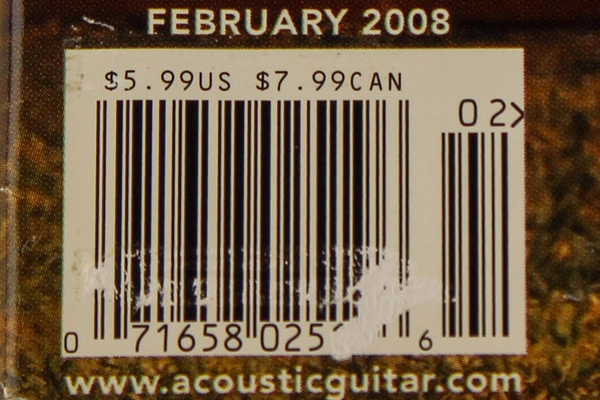 FEBRUARY 2008
$5.99US $7.99CAN
02>
0 71658 025 6
www.acousticguitar.com